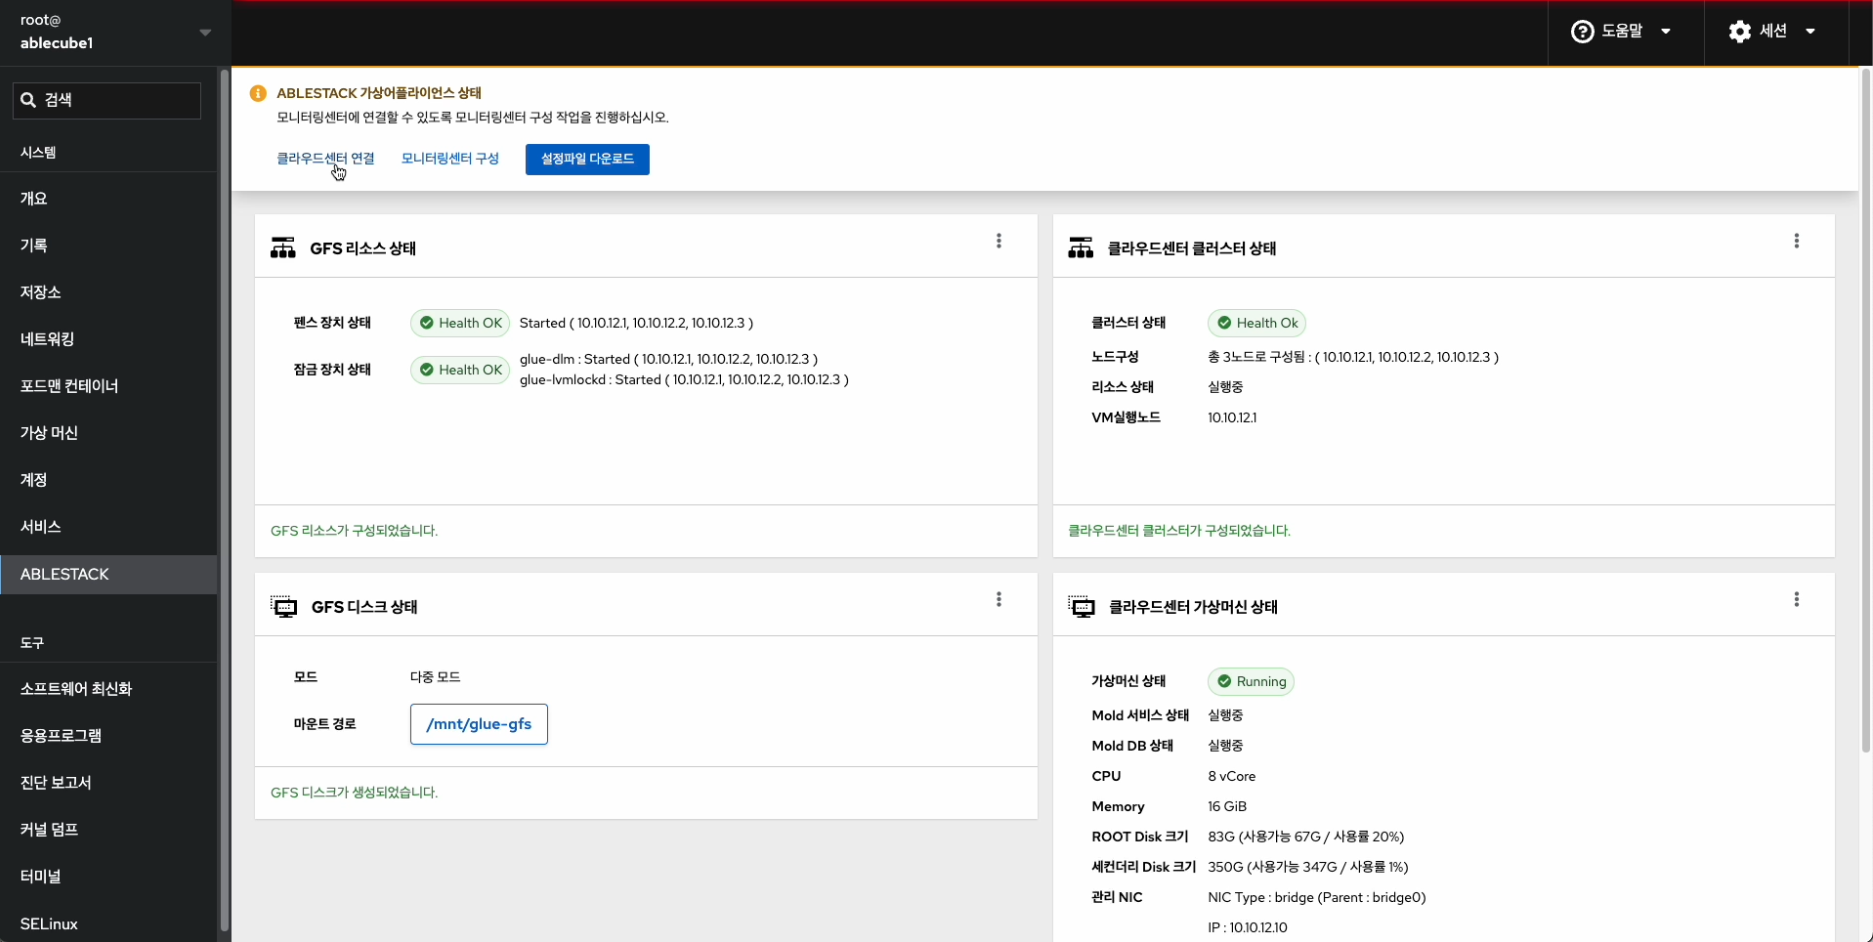 root@
ablecube1
도움말
세션
검색
시스템
개요
기록
저장소
네트워킹
포드맨 컨테이너
가상 머신
계정
서비스
ABLESTACK
도구
소프트웨어 최신화
응용프로그램
진단 보고서
커널 덤프
터미널
SELinux
ABLESTACK 가상어플라이언스 상태
모니터링센터에 연결할 수 있도록 모니터링센터 구성 작업을 진행하십시오.
클라우드센터 연결 모니터링센터 구성 설정파일 다운로드
GFS 리소스 상태
펜스 장치 상태 Health OK Started ( 10.10.12.1, 10.10.12.2, 10.10.12.3 )
잠금 장치 상태 Health OK glue-dlm : Started ( 10.10.12.1, 10.10.12.2, 10.10.12.3 )
glue-lvmlockd : Started ( 10.10.12.1, 10.10.12.2, 10.10.12.3 )
GFS 리소스가 구성되었습니다.
클라우드센터 클러스터 상태
클러스터 상태 Health Ok
노드구성 총 3노드로 구성됨 : ( 10.10.12.1, 10.10.12.2, 10.10.12.3 )
리소스 상태 실행중
VM실행노드 10.10.12.1
클라우드센터 클러스터가 구성되었습니다.
GFS 디스크 상태
모드 다중 모드
마운트 경로 /mnt/glue-gfs
GFS 디스크가 생성되었습니다.
클라우드센터 가상머신 상태
가상머신 상태 Running
Mold 서비스 상태 실행중
Mold DB 상태 실행중
CPU 8 vCore
Memory 16 GiB
ROOT Disk 크기 83G (사용가능 67G / 사용률 20%)
세컨더리 Disk 크기 350G (사용가능 347G / 사용률 1%)
관리 NIC NIC Type : bridge (Parent : bridge0)
IP : 10.10.12.10